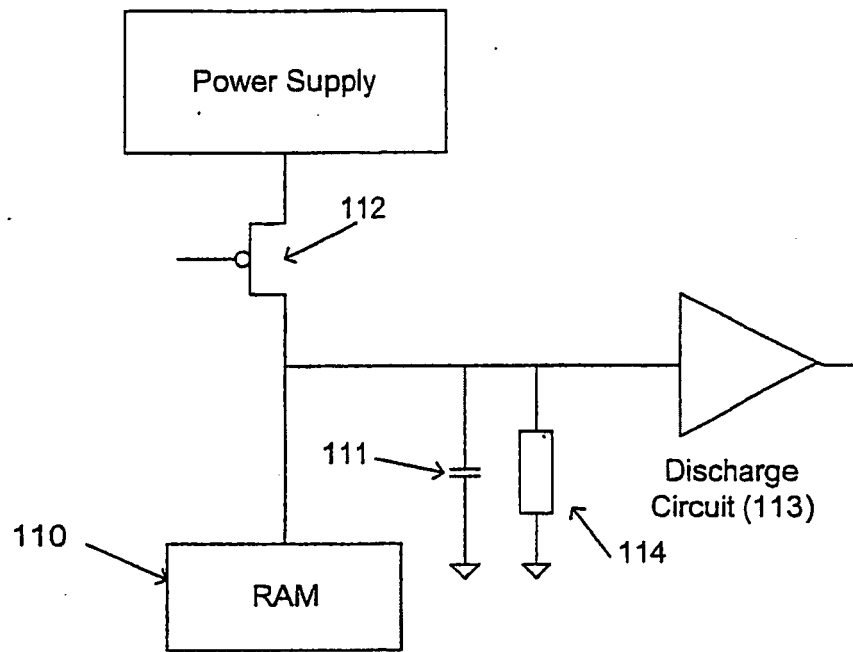 Power Supply
112
111
Discharge
Circuit (113)
114
110
RAM